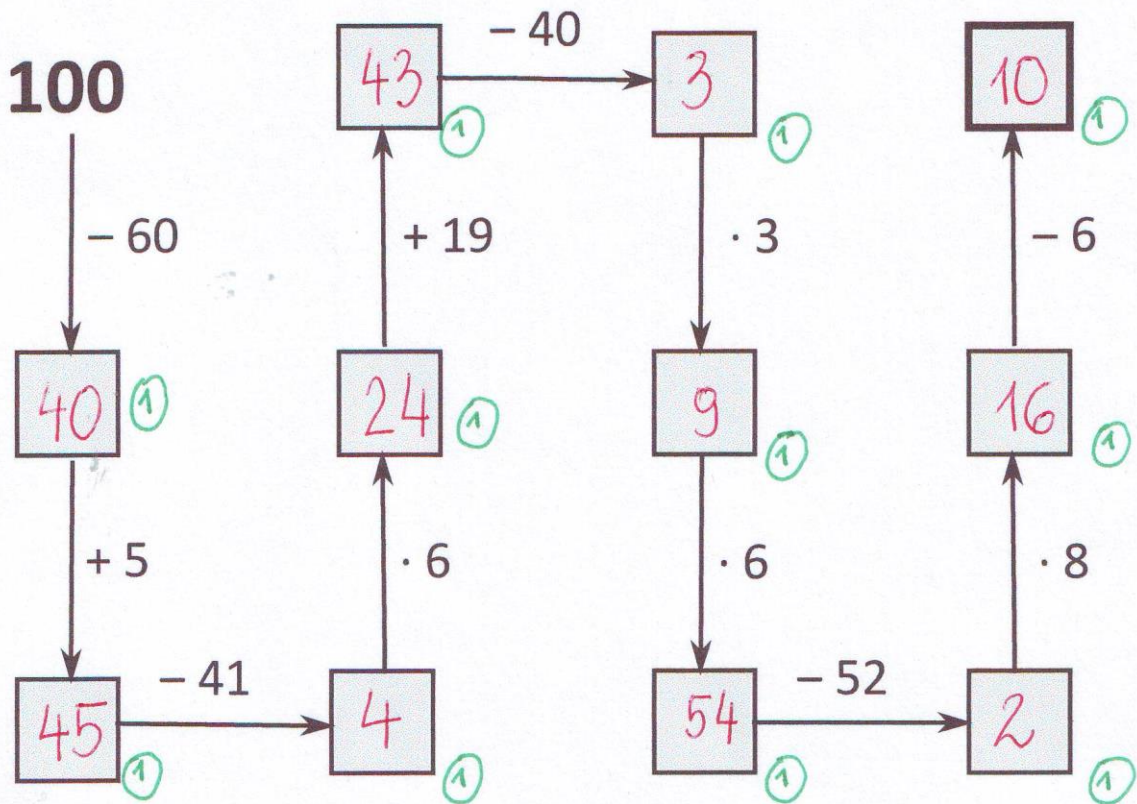 43 − 40 3 10
100 ① ① ①
− 60 + 19 · 3 − 6
40 ① 24 ① 9 ① 16 ①
+ 5 · 6 · 6 · 8
45 − 41 4 54 − 52 2
① ① ① ①